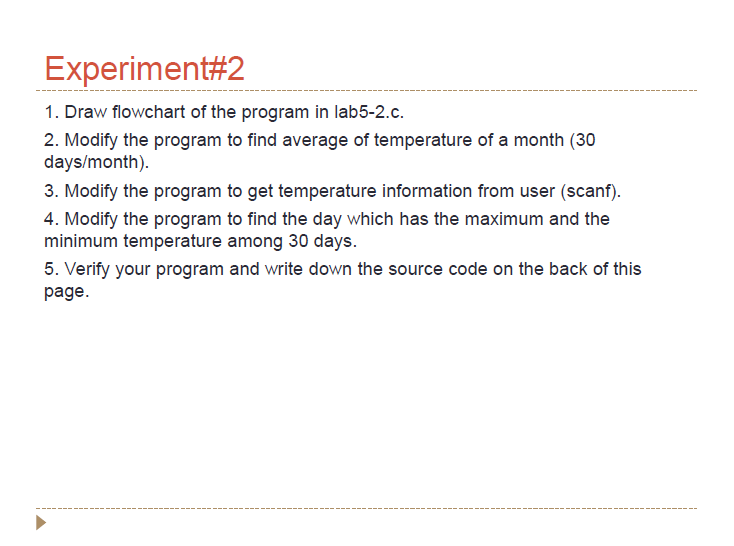 Experiment#2
1. Draw flowchart of the program in lab5-2.c.
2. Modify the program to find average of temperature of a month (30
days/month).
3. Modify the program to get temperature information from user (scanf).
4. Modify the program to find the day which has the maximum and the
minimum temperature among 30 days.
5. Verify your program and write down the source code on the back of this
page.